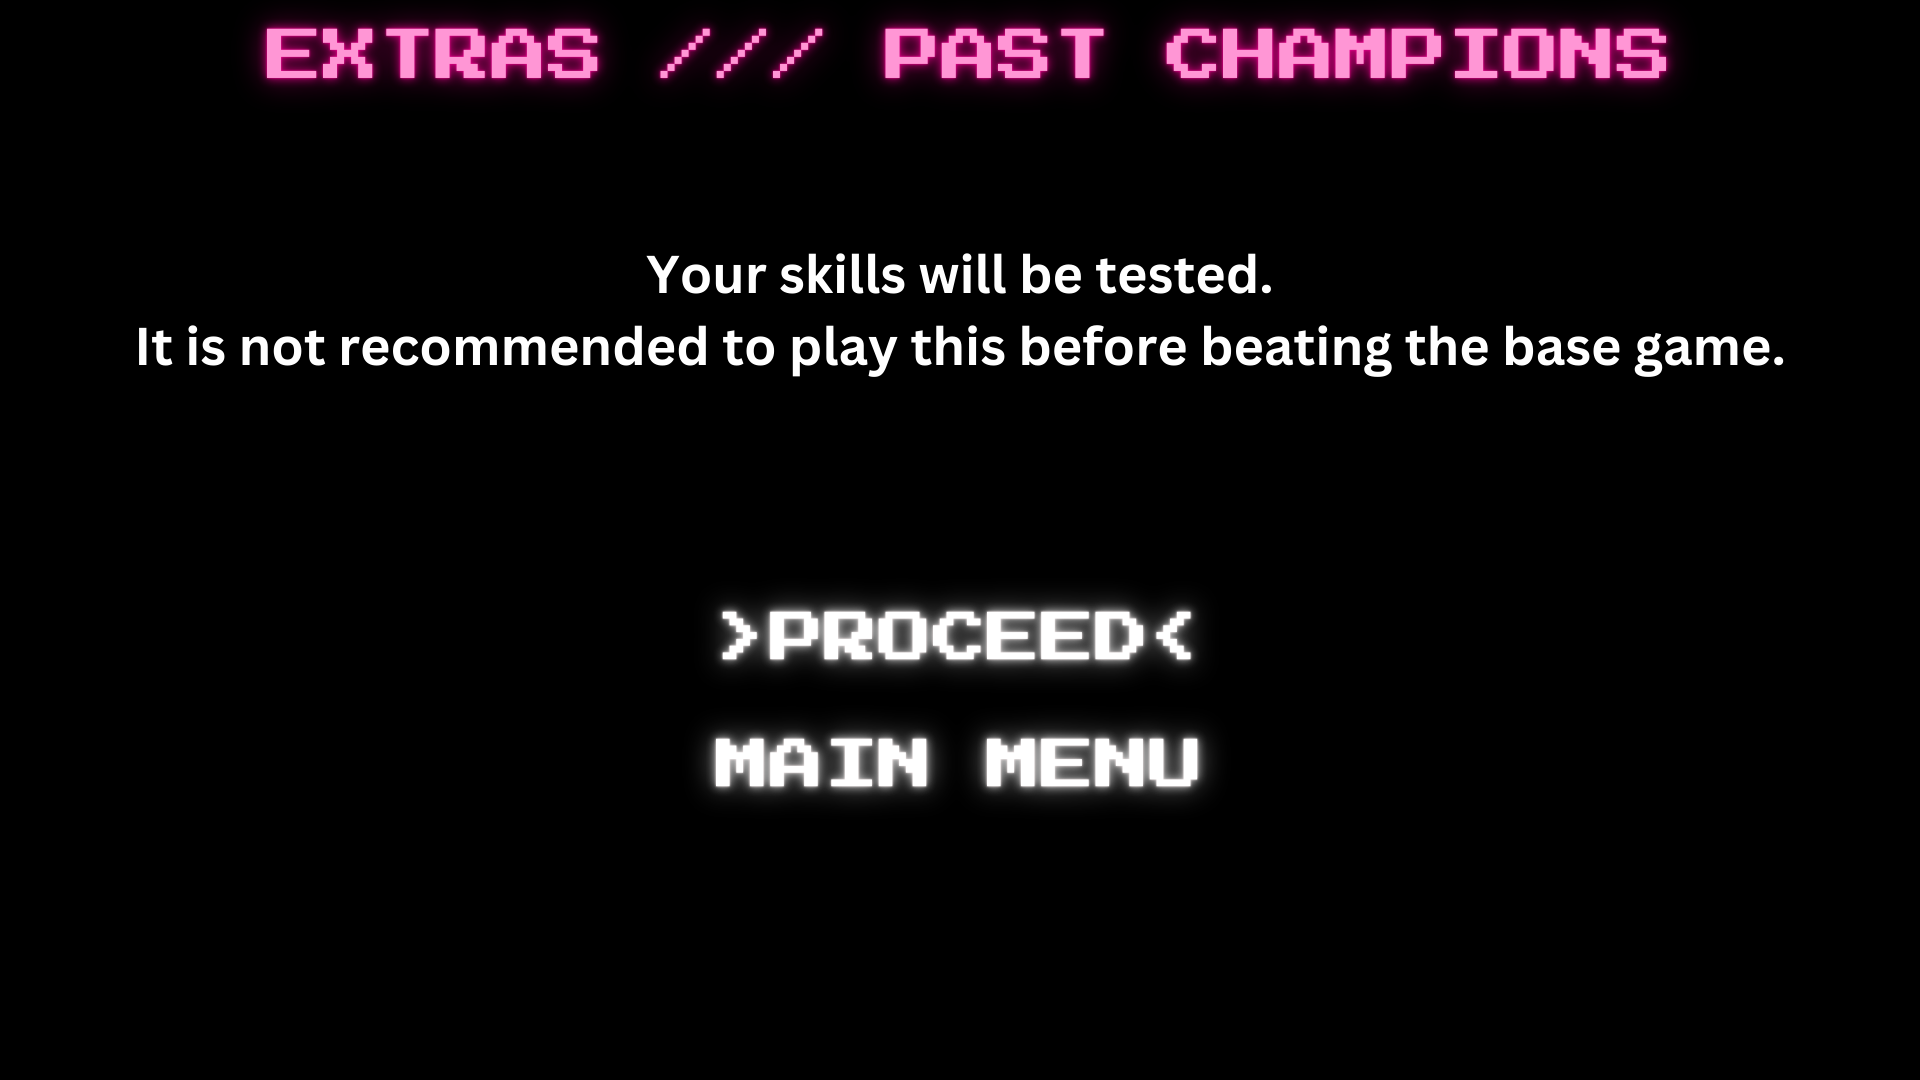 EXTRAS /// PAST CHAMPIONS
Your skills will be tested.
It is not recommended to play this before beating the base game.
>PROCEED<
MAIN MENU